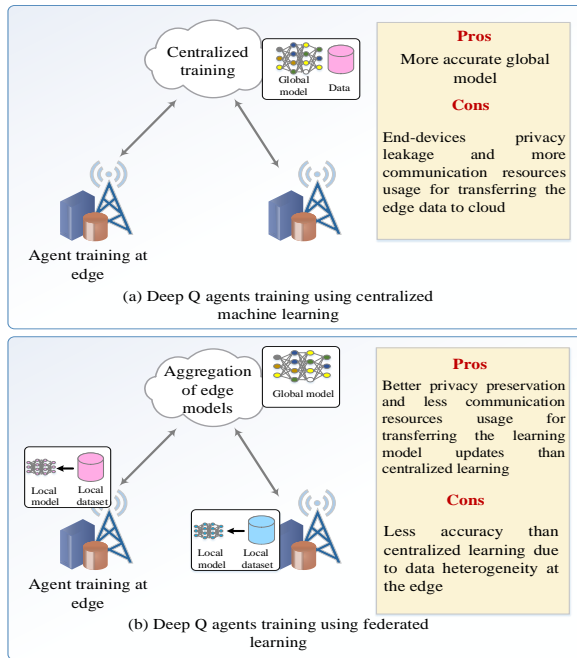 Centralized
training
Global
model
Data
Agent training at
edge
Pros
More accurate global
model
Cons
End-devices privacy
leakage and more
communication resources
usage for transferring the
edge data to cloud
(a) Deep Q agents training using centralized
machine learning
Aggregation
of edge
models
Global model
Local
model
Local
dataset
Local
model
Local
dataset
Agent training at
edge
Pros
Better privacy preservation
and less communication
resources usage for
transferring the learning
model updates than
centralized learning
Cons
Less accuracy than
centralized learning due
to data heterogeneity at
the edge
(b) Deep Q agents training using federated
learning